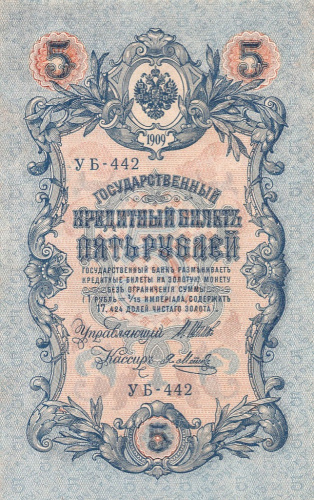 5 5
1909
УБ-442
ГОСУДАРСТВЕННЫЙ
КРЕДИТНЫЙ БИЛЕТЪ
ПЯТЬ РУБЛЕЙ
ГОСУДАРСТВЕННЫЙ БАНКЪ РАЗМѢНИВАЕТЪ
КРЕДИТНЫЕ БИЛЕТЫ НА ЗОЛОТУЮ МОНЕТУ
БЕЗЪ ОГРАНИЧЕНІЯ СУММЫ
(1 РУБЛЬ = 1/15 ИМПЕРІАЛА, СОДЕРЖИТЪ
17,424 ДОЛЕЙ ЧИСТАГО ЗОЛОТА).
Управляющій
Кассиръ
УБ-442
5